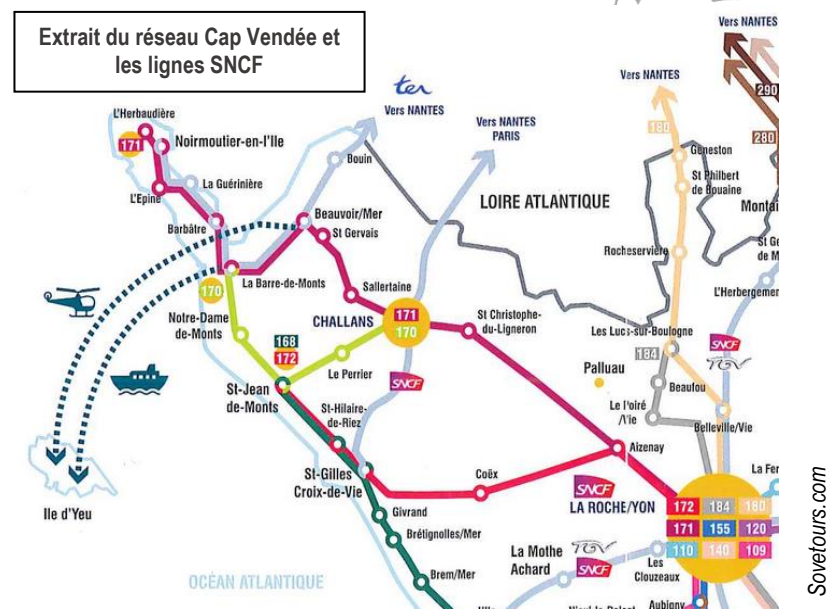 Extrait du réseau Cap Vendée et
les lignes SNCF
ter
Vers NANTES
Vers NANTES
PARIS
Vers NANTES
Vers NANTES
290
280
180
L'Herbaudière
171
Noirmoutier-en-l'Ile
La Guérinière
L'Epine
Barbâtre
Bouin
Beauvoir/Mer
St Gervais
LOIRE ATLANTIQUE
Geneston
St Philbert
de Bouaine
Montai
Rocheservière
St Ge
de M
L'Herbergemen
170
La Barre-de-Monts
Sallertaine
Notre-Dame
de-Monts
CHALLANS
171
170
St Christophe-
du-Ligneron
Les Lucs-sur-Boulogne
SNCF
TGV
168
172
Le Perrier
184
Palluau
Beaufou
SNCF
St-Jean
de-Monts
St-Hilaire-
de-Riez
Le Poiré
/Vie
Belleville/Vie
Aizenay
St-Gilles
Croix-de-Vie
Coëx
La Fer
SNCF
LA ROCHE/YON
172 184 180
171 155 120
110 140 109
Ile d'Yeu
Givrand
Brétignolles/Mer
Brem/Mer
OCÉAN ATLANTIQUE
La Mothe
Achard
TGV
SNCF
Les
Clouzeaux
Aubigny
Sovetours.com